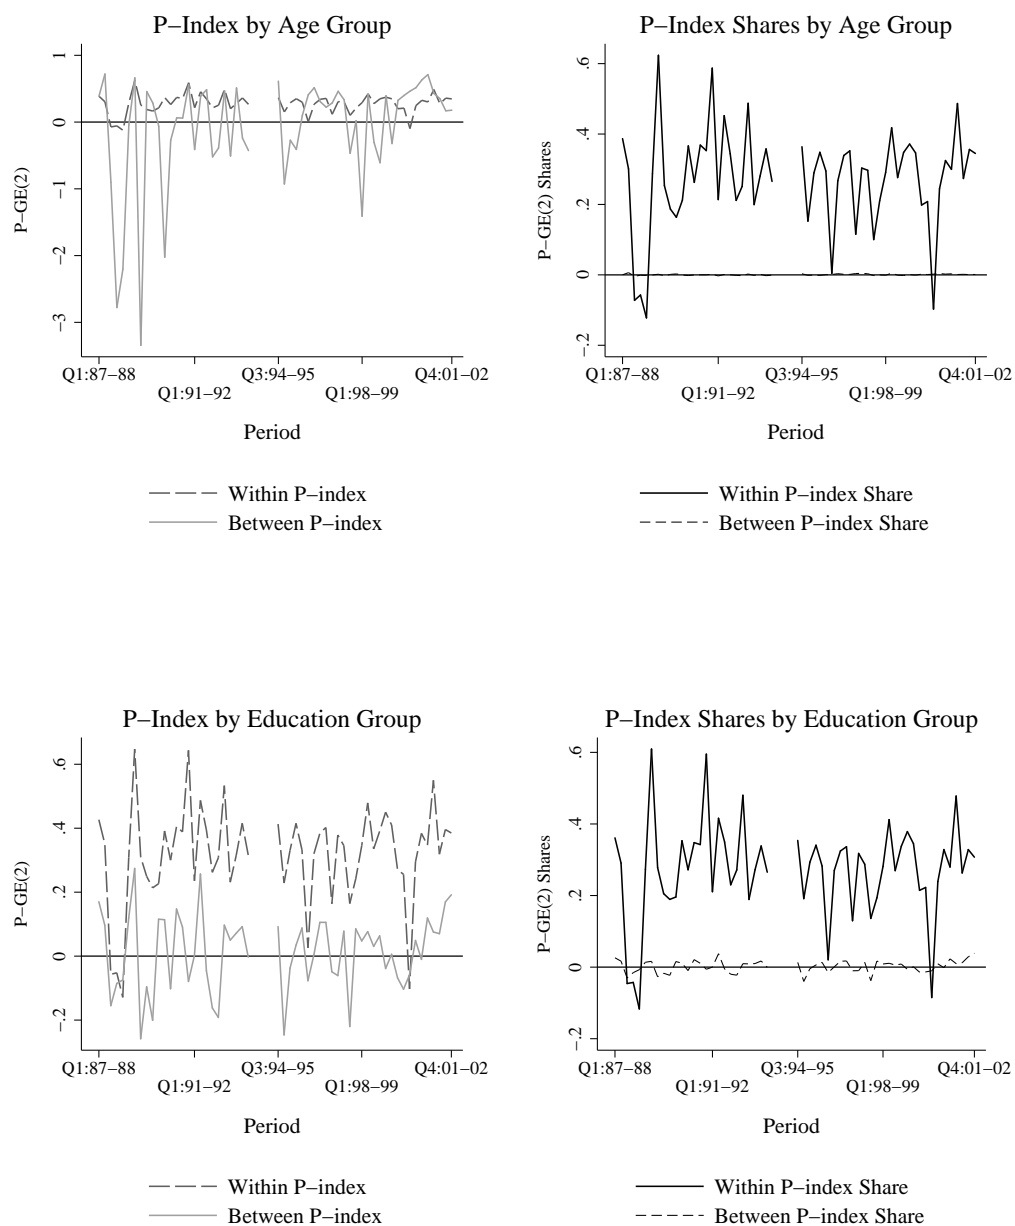 P−Index by Age Group
P−GE(2)
1
0
−1
−2
−3
Q1:87−88
Q1:91−92
Q3:94−95
Q1:98−99
Q4:01−02
Period
Within P−index
Between P−index
P−Index Shares by Age Group
P−GE(2) Shares
.6
.4
.2
0
−.2
Q1:87−88
Q1:91−92
Q3:94−95
Q1:98−99
Q4:01−02
Period
Within P−index Share
Between P−index Share
P−Index by Education Group
P−GE(2)
.6
.4
.2
0
−.2
Q1:87−88
Q1:91−92
Q3:94−95
Q1:98−99
Q4:01−02
Period
Within P−index
Between P−index
P−Index Shares by Education Group
P−GE(2) Shares
.6
.4
.2
0
−.2
Q1:87−88
Q1:91−92
Q3:94−95
Q1:98−99
Q4:01−02
Period
Within P−index Share
Between P−index Share